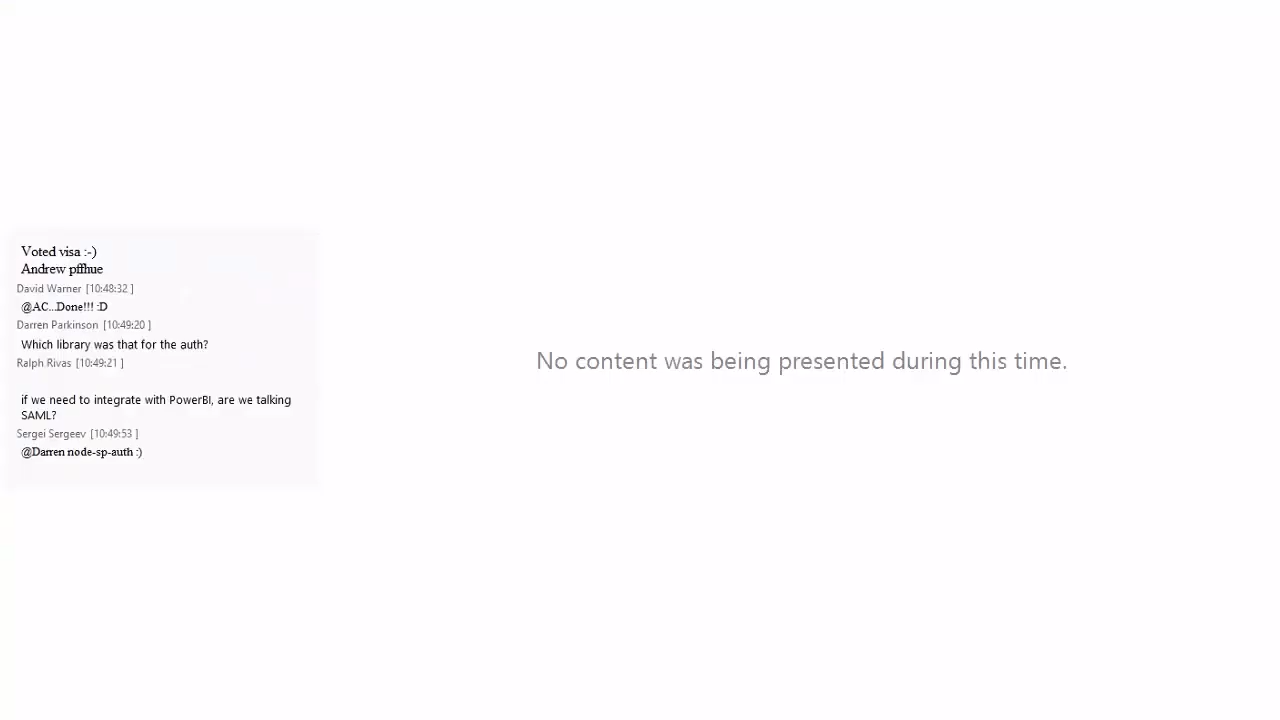 Voted visa :-)
Andrew pffhue
David Warner [10:48:32 ]
@AC...Done!!! :D
Darren Parkinson [10:49:20 ]
Which library was that for the auth?
Ralph Rivas [10:49:21 ]
if we need to integrate with PowerBI, are we talking
SAML?
Sergei Sergeev [10:49:53 ]
@Darren node-sp-auth :)
No content was being presented during this time.